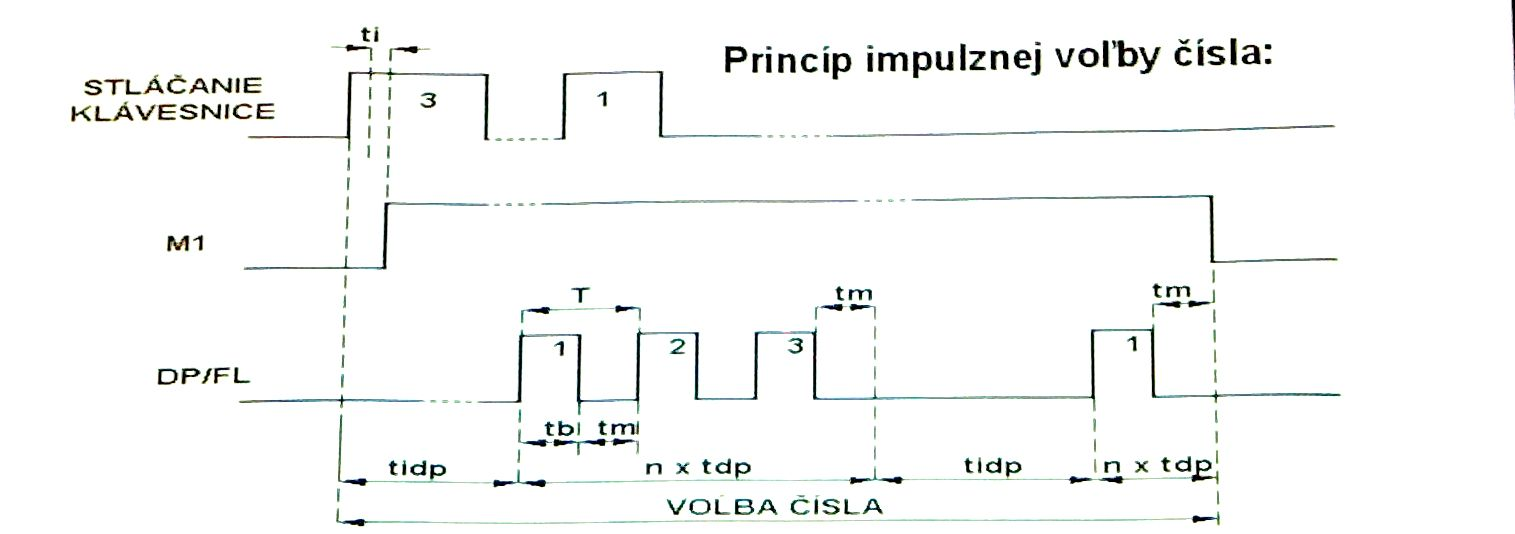 Princíp impulznej voľby čísla:
ti
STLÁČANIE
KLÁVESNICE
3
1
M1
T
tm
tm
1
2
3
1
DP/FL
tb
tm
tidp
n x tdp
tidp
n x tdp
VOĽBA ČÍSLA